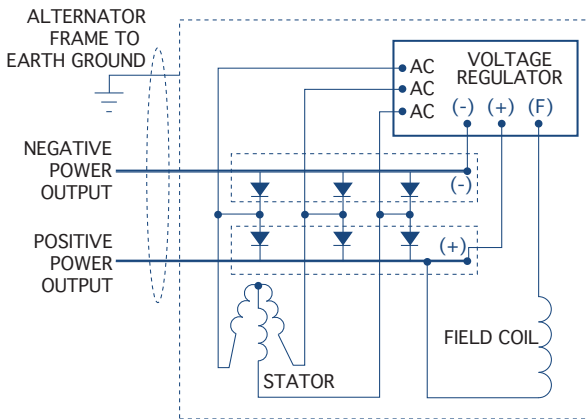 ALTERNATOR
FRAME TO
EARTH GROUND
VOLTAGE
REGULATOR
AC
AC
AC
(-) (+) (F)
NEGATIVE
POWER
OUTPUT
(-)
POSITIVE
POWER
OUTPUT
(+)
FIELD COIL
STATOR